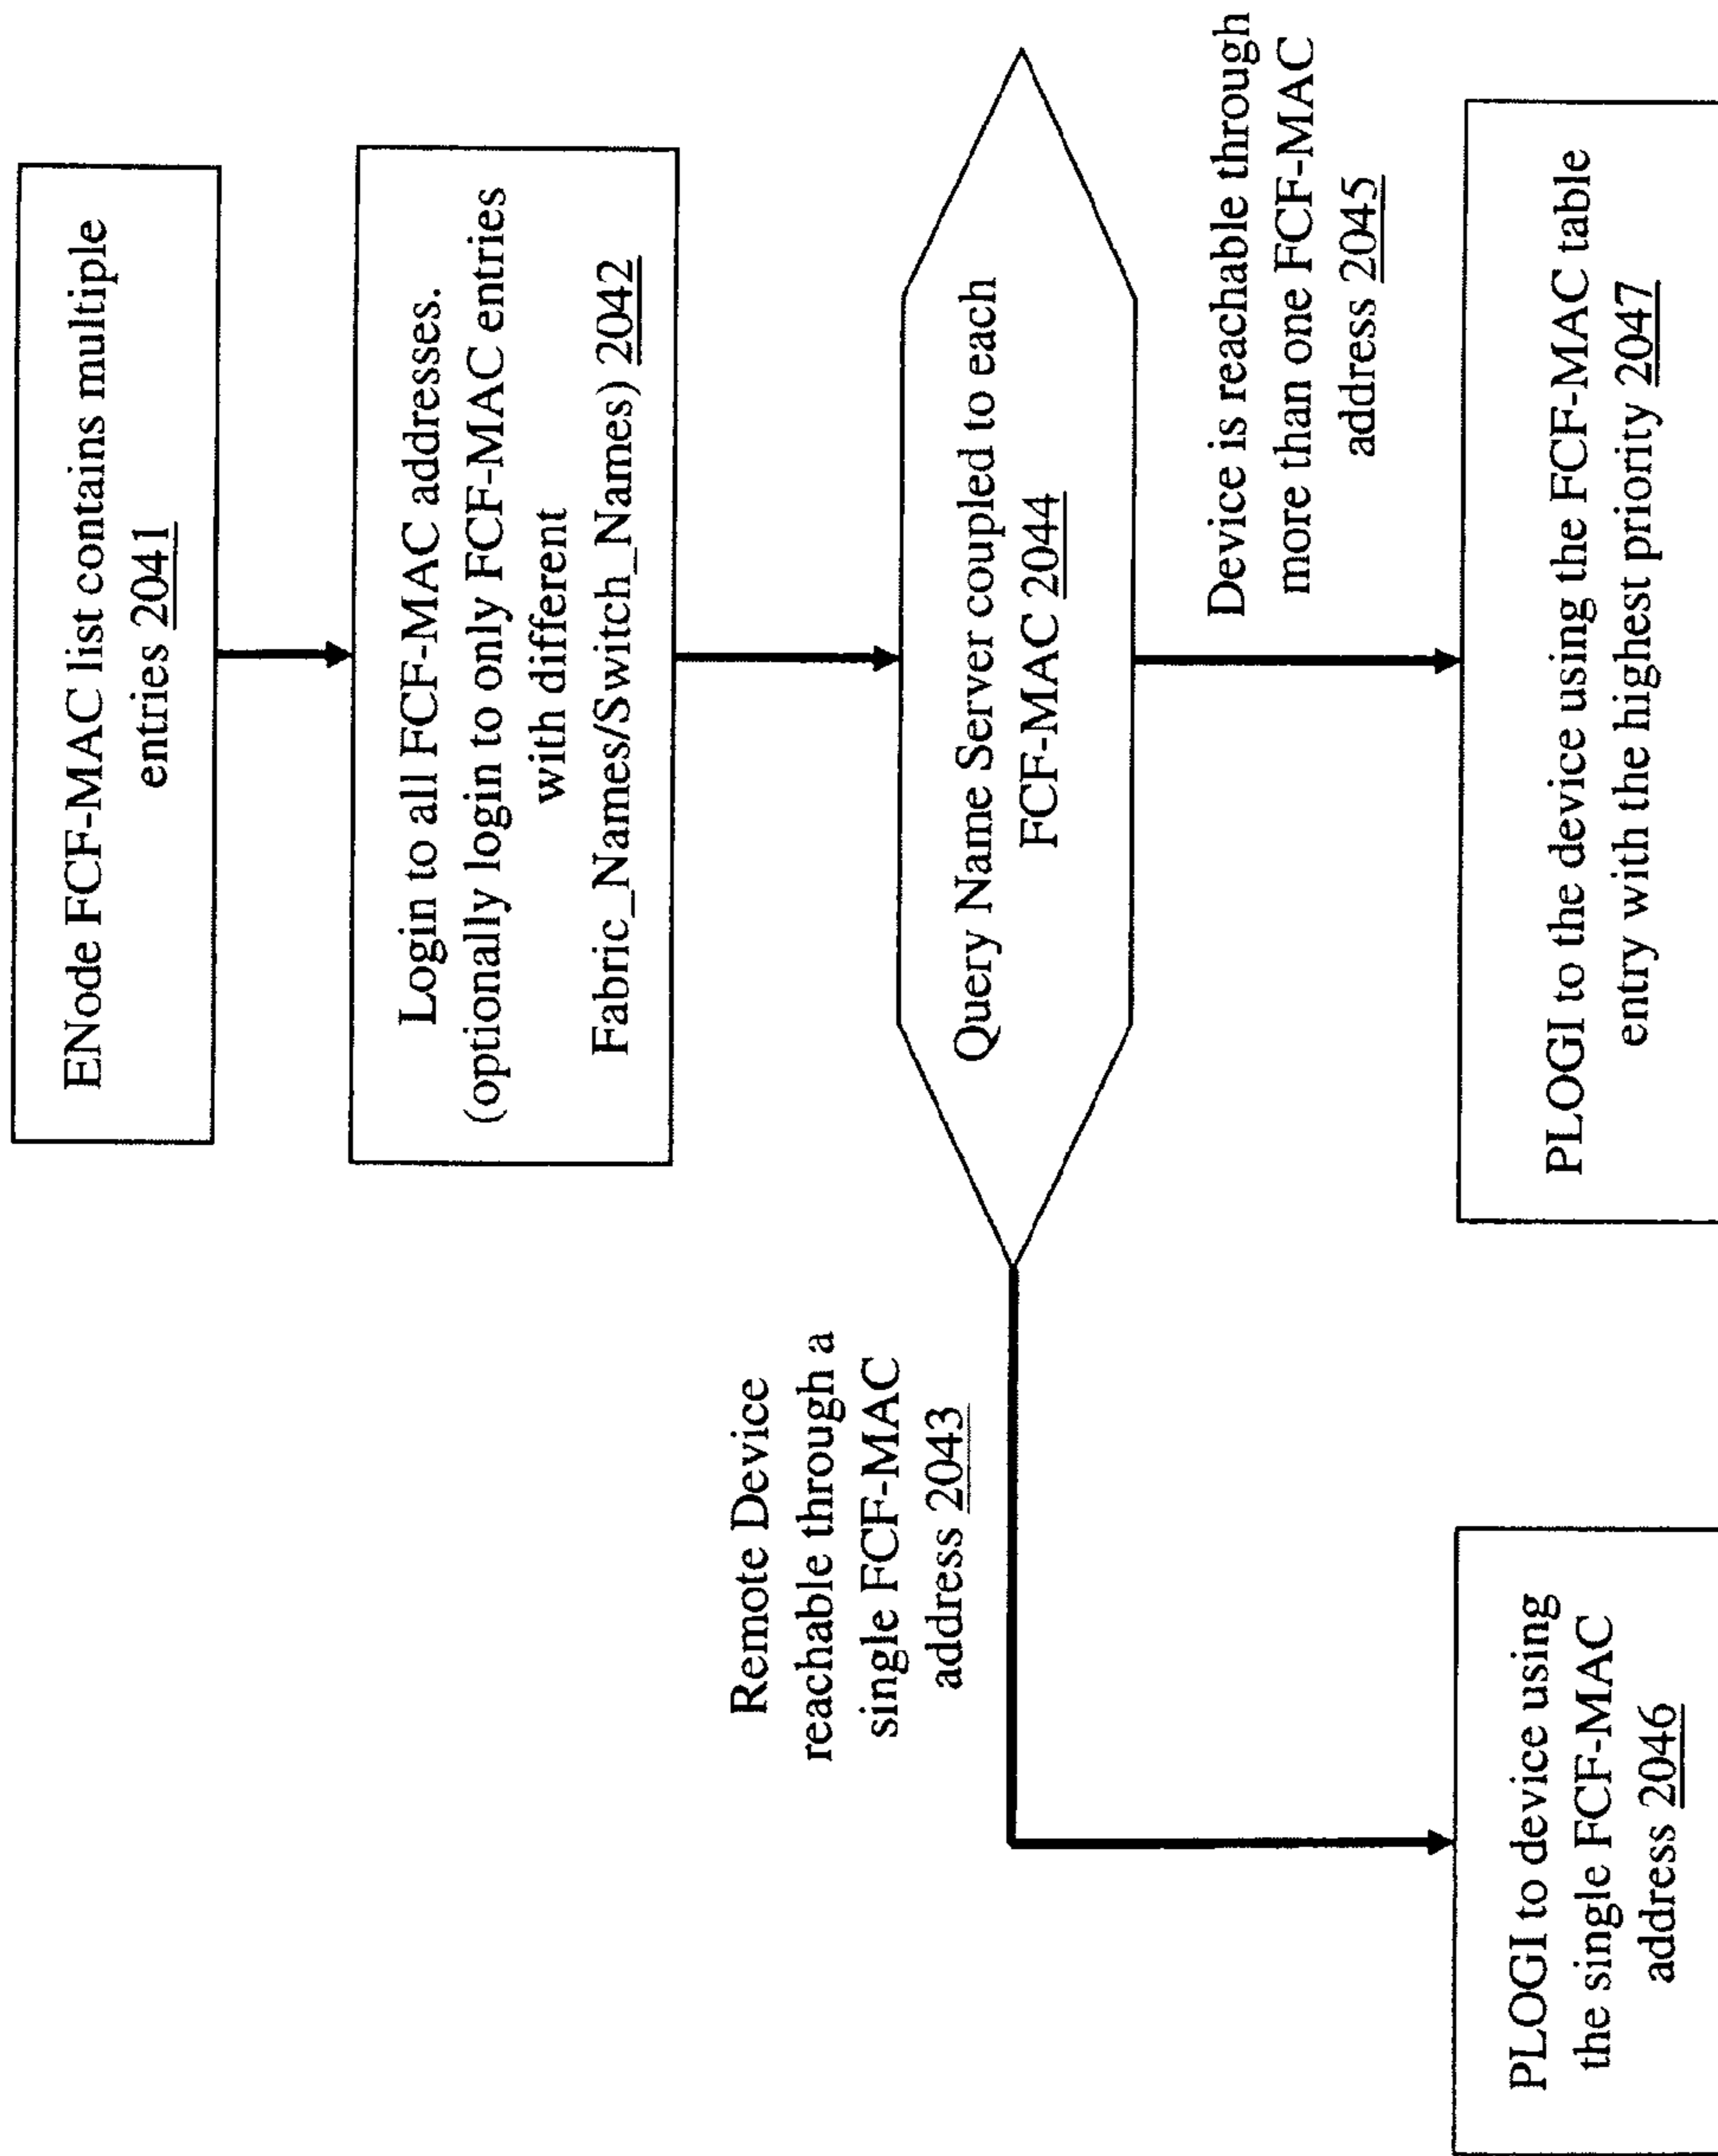 ENode FCF-MAC list contains multiple
entries 2041
Login to all FCF-MAC addresses.
(optionally login to only FCF-MAC entries
with different
Fabric_Names/Switch_Names) 2042
Query Name Server coupled to each
FCF-MAC 2044
Remote Device
reachable through a
single FCF-MAC
address 2043
Device is reachable through
more than one FCF-MAC
address 2045
PLOGI to device using
the single FCF-MAC
address 2046
PLOGI to the device using the FCF-MAC table
entry with the highest priority 2047